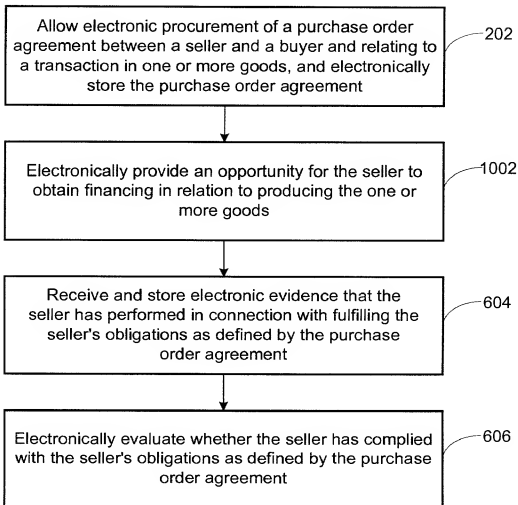 Allow electronic procurement of a purchase order
agreement between a seller and a buyer and relating to
a transaction in one or more goods, and electronically
store the purchase order agreement
202
Electronically provide an opportunity for the seller to
obtain financing in relation to producing the one or
more goods
1002
Receive and store electronic evidence that the
seller has performed in connection with fulfilling the
seller's obligations as defined by the purchase
order agreement
604
Electronically evaluate whether the seller has complied
with the seller's obligations as defined by the purchase
order agreement
606